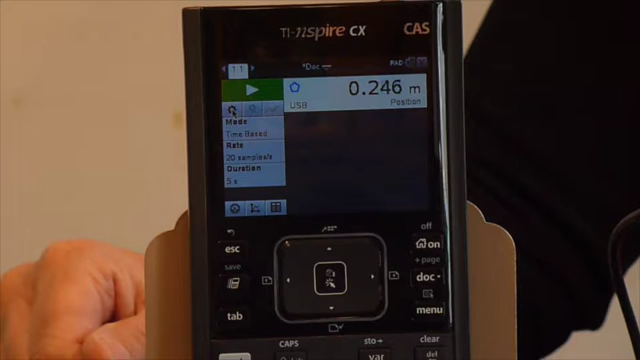 TI-nspire CX CAS
1.1 *Doc PAD
0.246 m
USB Position
Mode
Time Based
Rate
20 samples/s
Duration
5 s
off
esc on
save + page
doc
tab menu
CAPS sto→ clear
var del